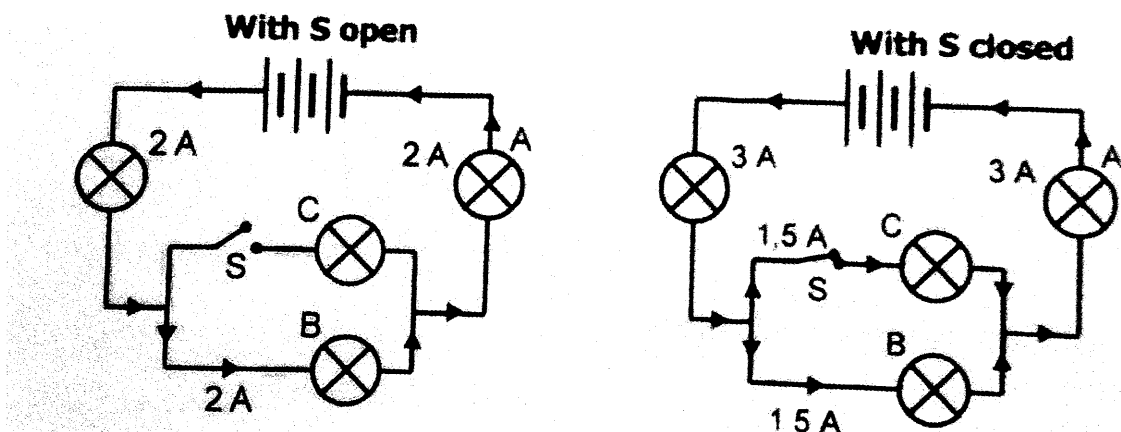 With S open
2 A
2 A
A
C
S
B
2 A
With S closed
3 A
3 A
A
1,5 A
C
S
B
1 5 A